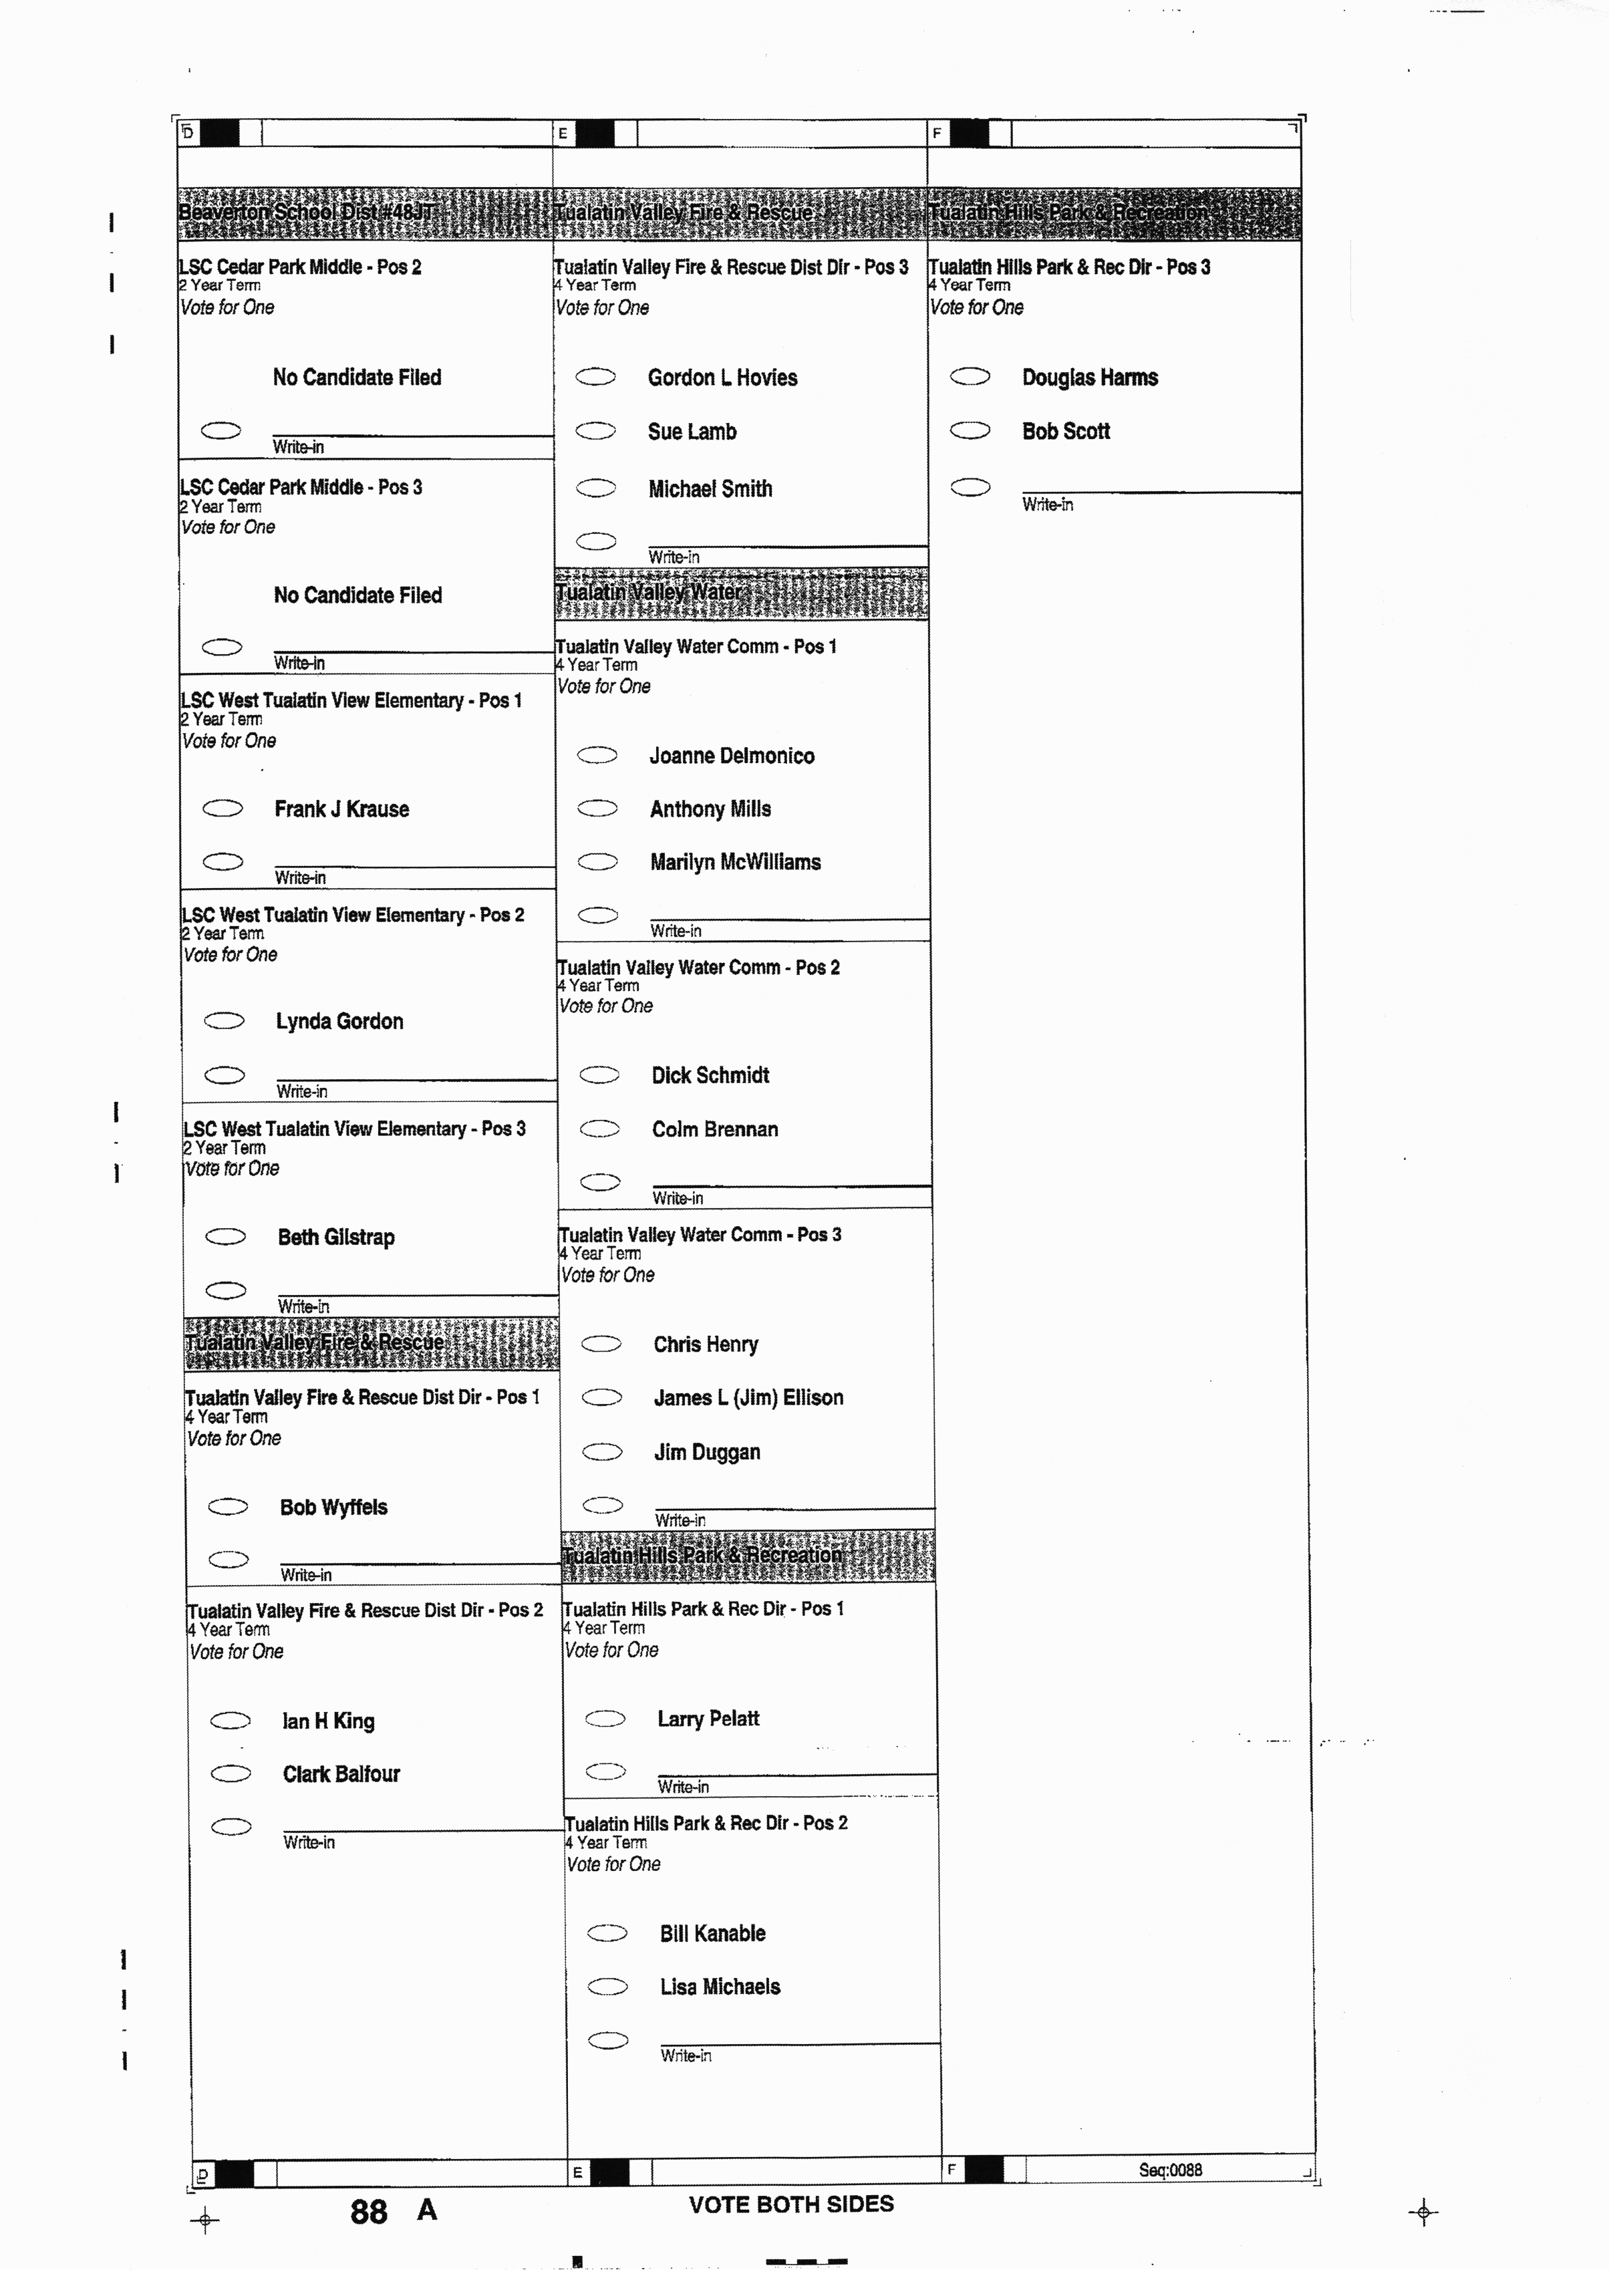 D
Beaverton School Dist #48JT
LSC Cedar Park Middle - Pos 2
2 Year Term
Vote for One
No Candidate Filed
Write-in
LSC Cedar Park Middle - Pos 3
2 Year Term
Vote for One
No Candidate Filed
Write-in
LSC West Tualatin View Elementary - Pos 1
2 Year Term
Vote for One
Frank J Krause
Write-in
LSC West Tualatin View Elementary - Pos 2
2 Year Term
Vote for One
Lynda Gordon
Write-in
LSC West Tualatin View Elementary - Pos 3
2 Year Term
Vote for One
Beth Gilstrap
Write-in
Tualatin Valley Fire & Rescue
Tualatin Valley Fire & Rescue Dist Dir - Pos 1
4 Year Term
Vote for One
Bob Wyffels
Write-in
Tualatin Valley Fire & Rescue Dist Dir - Pos 2
4 Year Term
Vote for One
Ian H King
Clark Balfour
Write-in
D
E
Tualatin Valley Fire & Rescue
Tualatin Valley Fire & Rescue Dist Dir - Pos 3
4 Year Term
Vote for One
Gordon L Hovies
Sue Lamb
Michael Smith
Write-in
Tualatin Valley Water
Tualatin Valley Water Comm - Pos 1
4 Year Term
Vote for One
Joanne Delmonico
Anthony Mills
Marilyn McWilliams
Write-in
Tualatin Valley Water Comm - Pos 2
4 Year Term
Vote for One
Dick Schmidt
Colm Brennan
Write-in
Tualatin Valley Water Comm - Pos 3
4 Year Term
Vote for One
Chris Henry
James L (Jim) Ellison
Jim Duggan
Write-in
Tualatin Hills Park & Recreation
Tualatin Hills Park & Rec Dir - Pos 1
4 Year Term
Vote for One
Larry Pelatt
Write-in
Tualatin Hills Park & Rec Dir - Pos 2
4 Year Term
Vote for One
Bill Kanable
Lisa Michaels
Write-in
E
F
Tualatin Hills Park & Recreation
Tualatin Hills Park & Rec Dir - Pos 3
4 Year Term
Vote for One
Douglas Harms
Bob Scott
Write-in
F
Seq:0088
88 A
VOTE BOTH SIDES